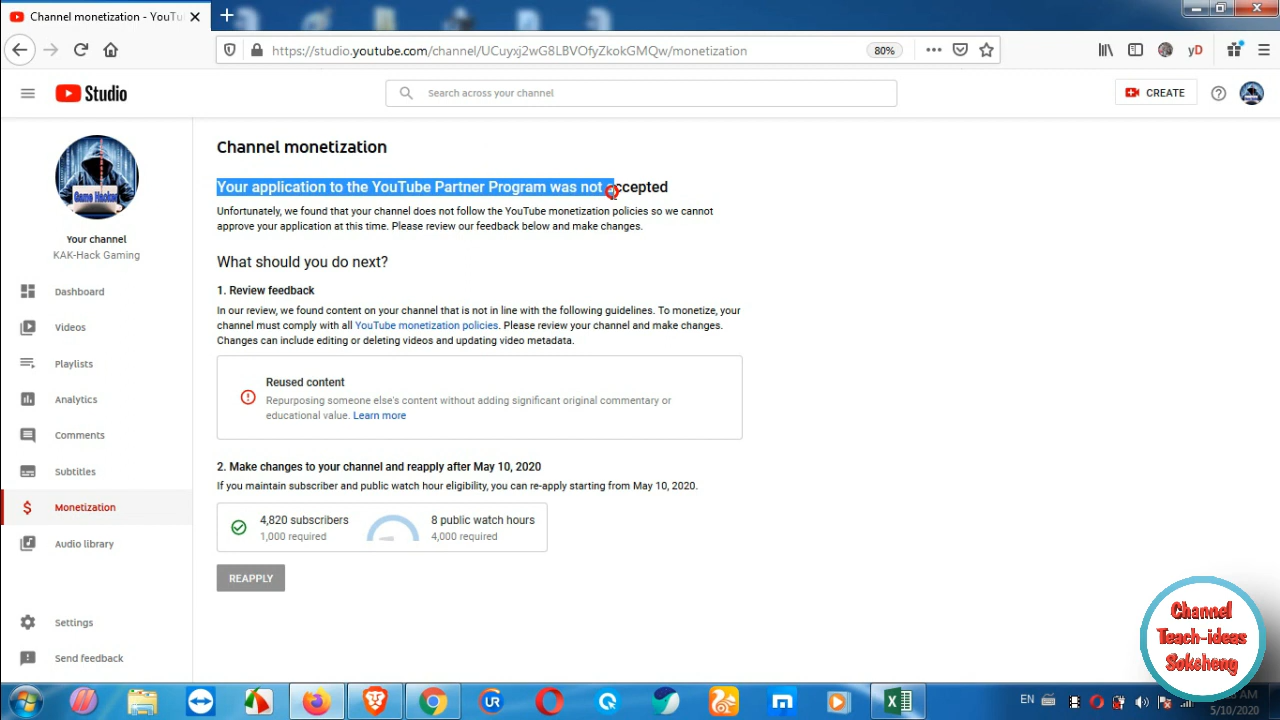 Channel monetization - YouTu
https://studio.youtube.com/channel/UCuyxj2wG8LBVOfyZkokGMQw/monetization
80%
yD
Studio
Search across your channel
CREATE
Game Hacker
Your channel
KAK-Hack Gaming
Dashboard
Videos
Playlists
Analytics
Comments
Subtitles
Monetization
Audio library
Settings
Send feedback
Channel monetization
Your application to the YouTube Partner Program was not accepted
Unfortunately, we found that your channel does not follow the YouTube monetization policies so we cannot
approve your application at this time. Please review our feedback below and make changes.
What should you do next?
1. Review feedback
In our review, we found content on your channel that is not in line with the following guidelines. To monetize, your
channel must comply with all YouTube monetization policies. Please review your channel and make changes.
Changes can include editing or deleting videos and updating video metadata.
Reused content
Repurposing someone else's content without adding significant original commentary or
educational value. Learn more
2. Make changes to your channel and reapply after May 10, 2020
If you maintain subscriber and public watch hour eligibility, you can re-apply starting from May 10, 2020.
4,820 subscribers
1,000 required
8 public watch hours
4,000 required
REAPPLY
Channel
Teach-ideas
Soksheng
UR
EN
AM
5/10/2020